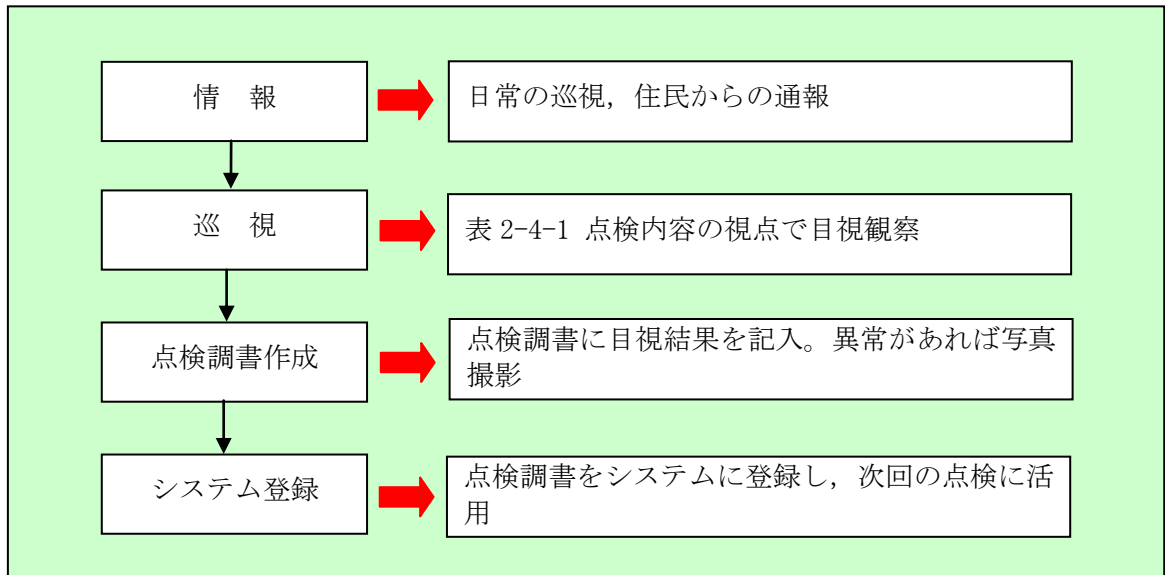 情　報
日常の巡視，住民からの通報
巡　視
表 2-4-1 点検内容の視点で目視観察
点検調書作成
点検調書に目視結果を記入。異常があれば写真
撮影
システム登録
点検調書をシステムに登録し，次回の点検に活
用